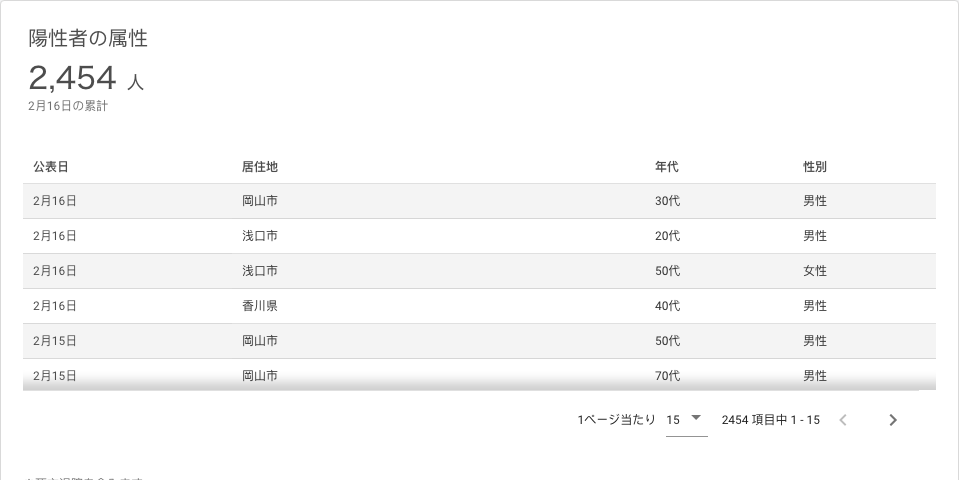 陽性者の属性
2,454 人
2月16日の累計
公表日 居住地 年代 性別
2月16日 岡山市 30代 男性
2月16日 浅口市 20代 男性
2月16日 浅口市 50代 女性
2月16日 香川県 40代 男性
2月15日 岡山市 50代 男性
2月15日 岡山市 70代 男性
1ページ当たり 15 2454 項目中 1 - 15